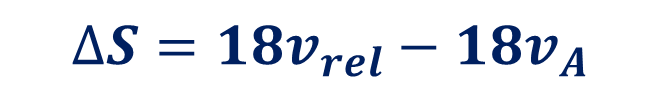 ΔS = 18v_rel − 18v_A